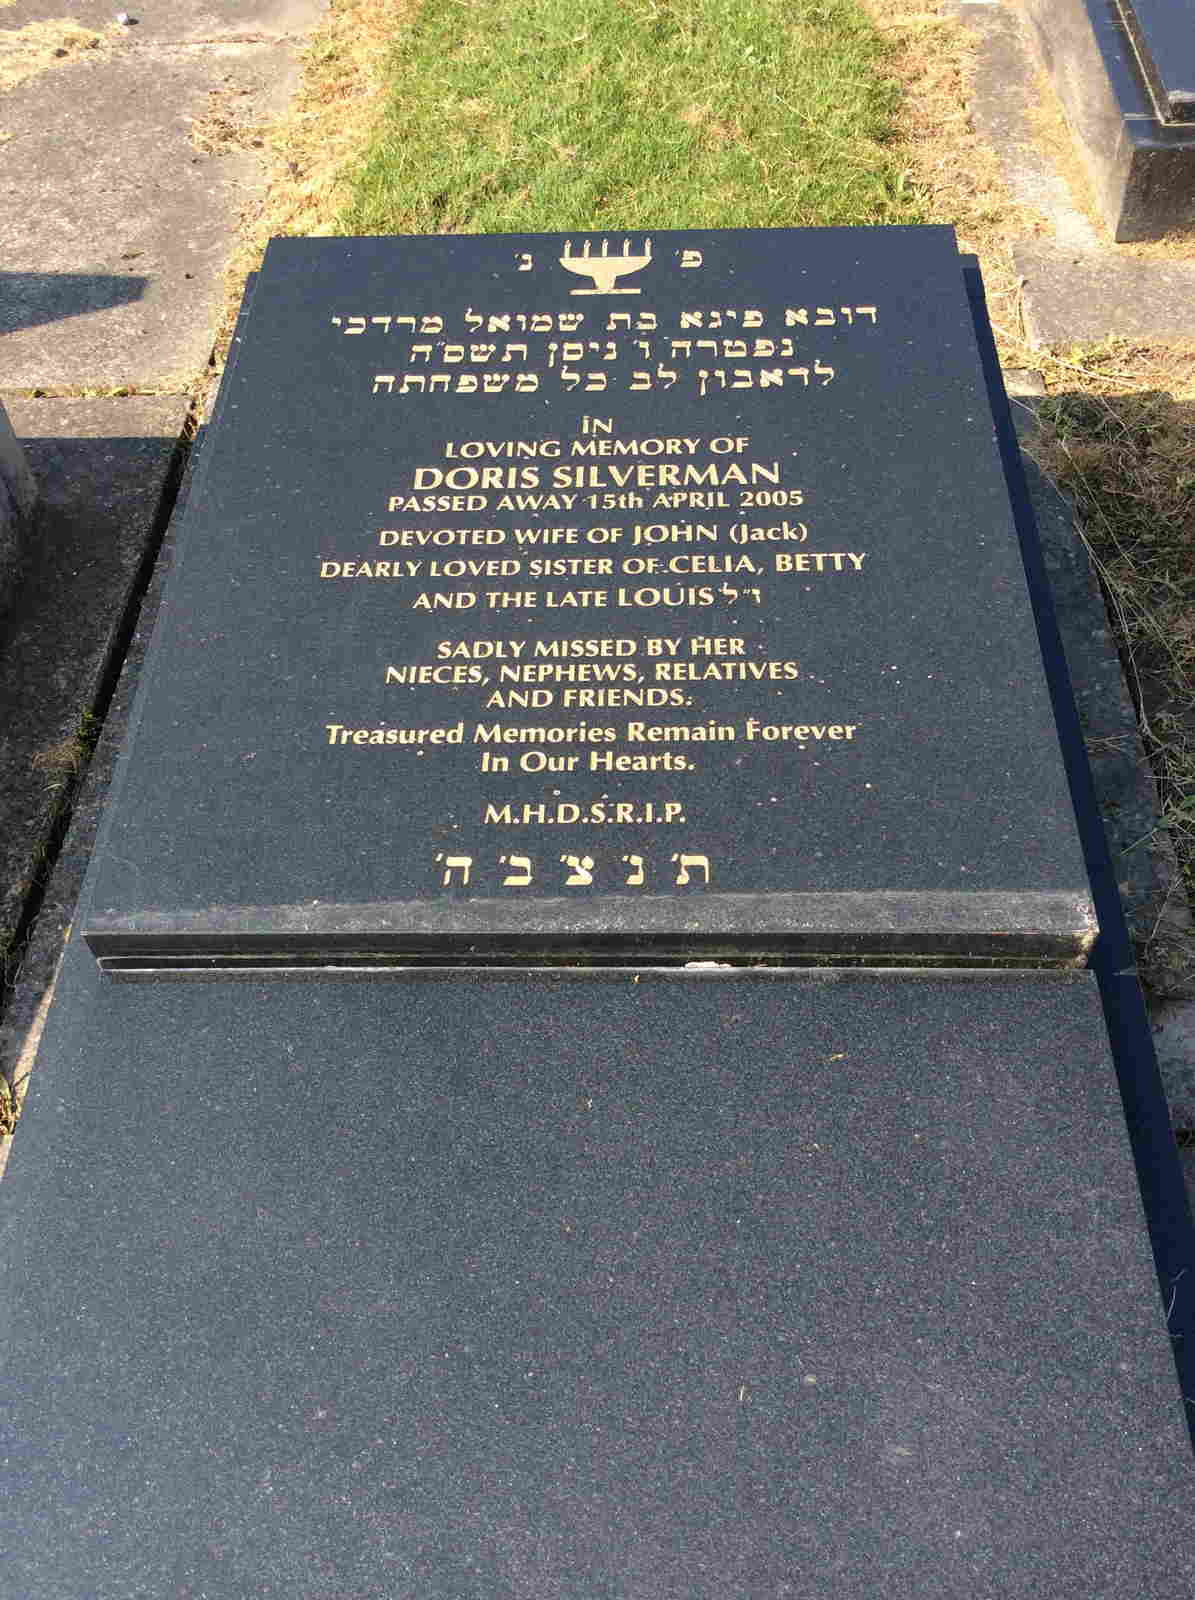 פ' נ'
דובא פיגא בת שמואל מרדכי
נפטרה ו' ניסן תשס"ה
לדאבון לב כל משפחתה
IN
LOVING MEMORY OF
DORIS SILVERMAN
PASSED AWAY 15th APRIL 2005
DEVOTED WIFE OF JOHN (Jack)
DEARLY LOVED SISTER OF CELIA, BETTY
AND THE LATE LOUIS ז"ל
SADLY MISSED BY HER
NIECES, NEPHEWS, RELATIVES
AND FRIENDS.
Treasured Memories Remain Forever
In Our Hearts.
M.H.D.S.R.I.P.
ת' נ' צ' ב' ה'